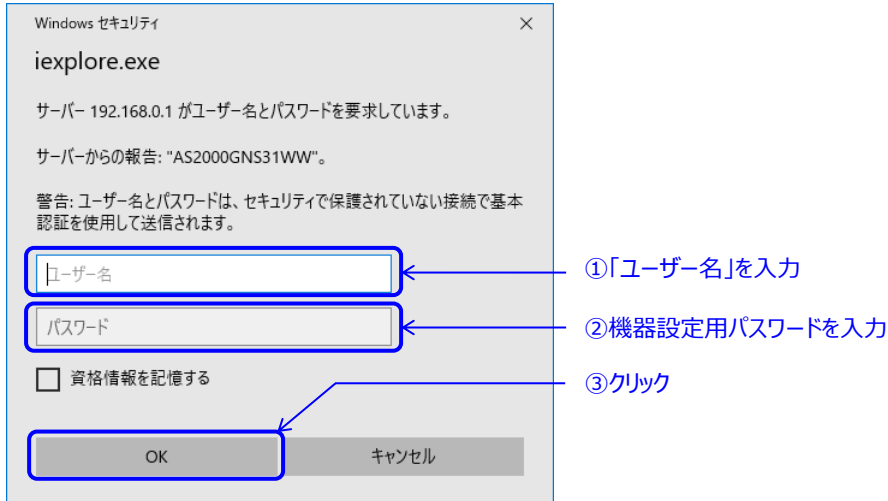 Windows セキュリティ
iexplore.exe
サーバー 192.168.0.1 がユーザー名とパスワードを要求しています。
サーバーからの報告: "AS2000GNS31WW"。
警告: ユーザー名とパスワードは、セキュリティで保護されていない接続で基本
認証を使用して送信されます。
ユーザー名
①「ユーザー名」を入力
パスワード
②機器設定用パスワードを入力
資格情報を記憶する
③クリック
OK
キャンセル